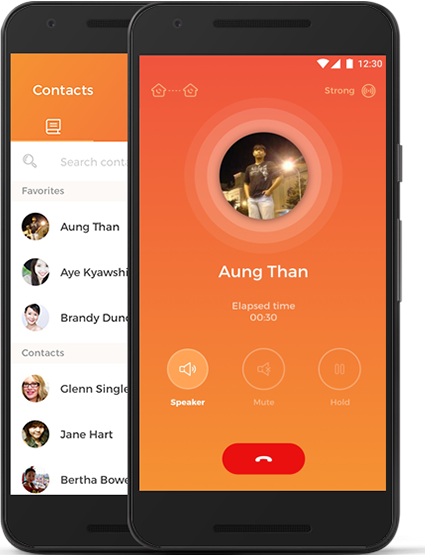 Contacts
Search conta
Favorites
Aung Than
Aye Kyawshi
Brandy Dund
Contacts
Glenn Single
Jane Hart
Bertha Bowe
12:30
Strong
Aung Than
Elapsed time
00:30
Speaker
Mute
Hold